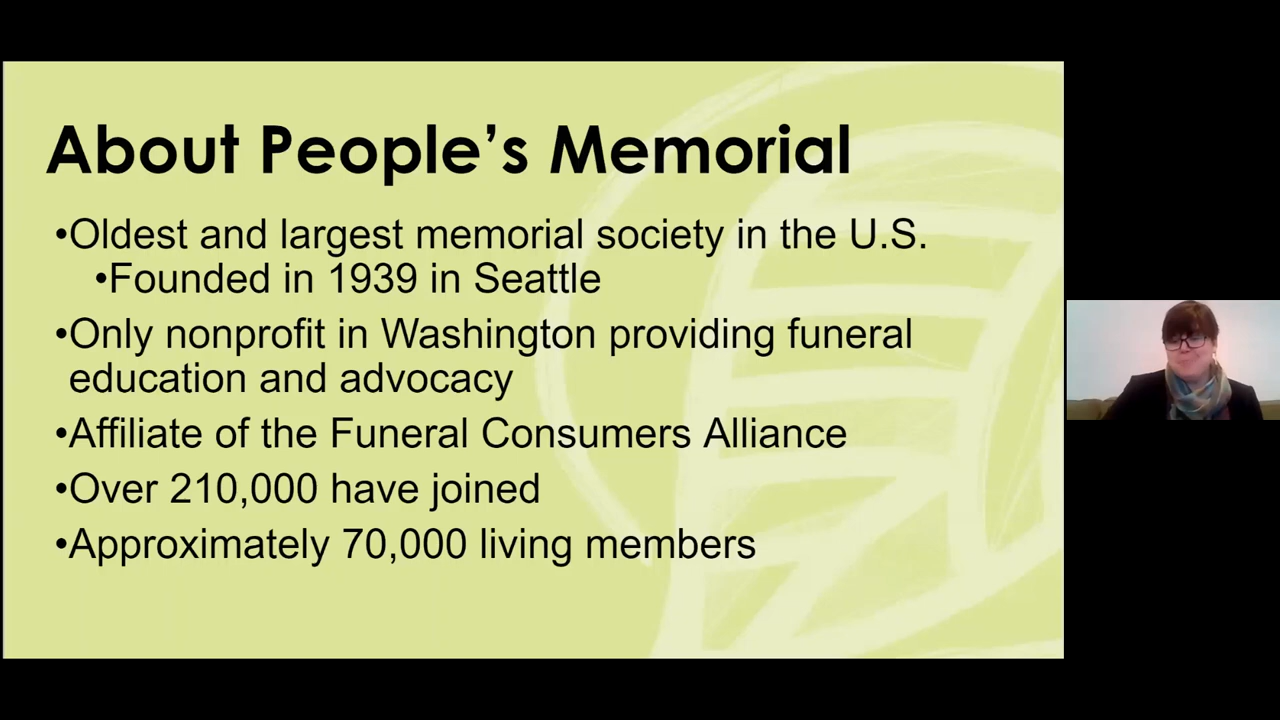 About People’s Memorial
•Oldest and largest memorial society in the U.S.
•Founded in 1939 in Seattle
•Only nonprofit in Washington providing funeral
education and advocacy
•Affiliate of the Funeral Consumers Alliance
•Over 210,000 have joined
•Approximately 70,000 living members